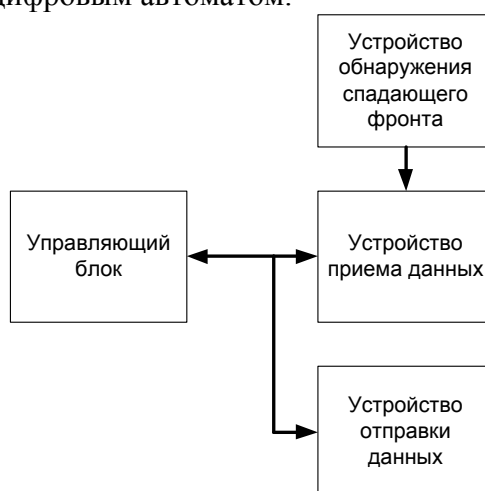 цифровым автоматом.
Устройство
обнаружения
спадающего
фронта
Управляющий
блок
Устройство
приема данных
Устройство
отправки
данных